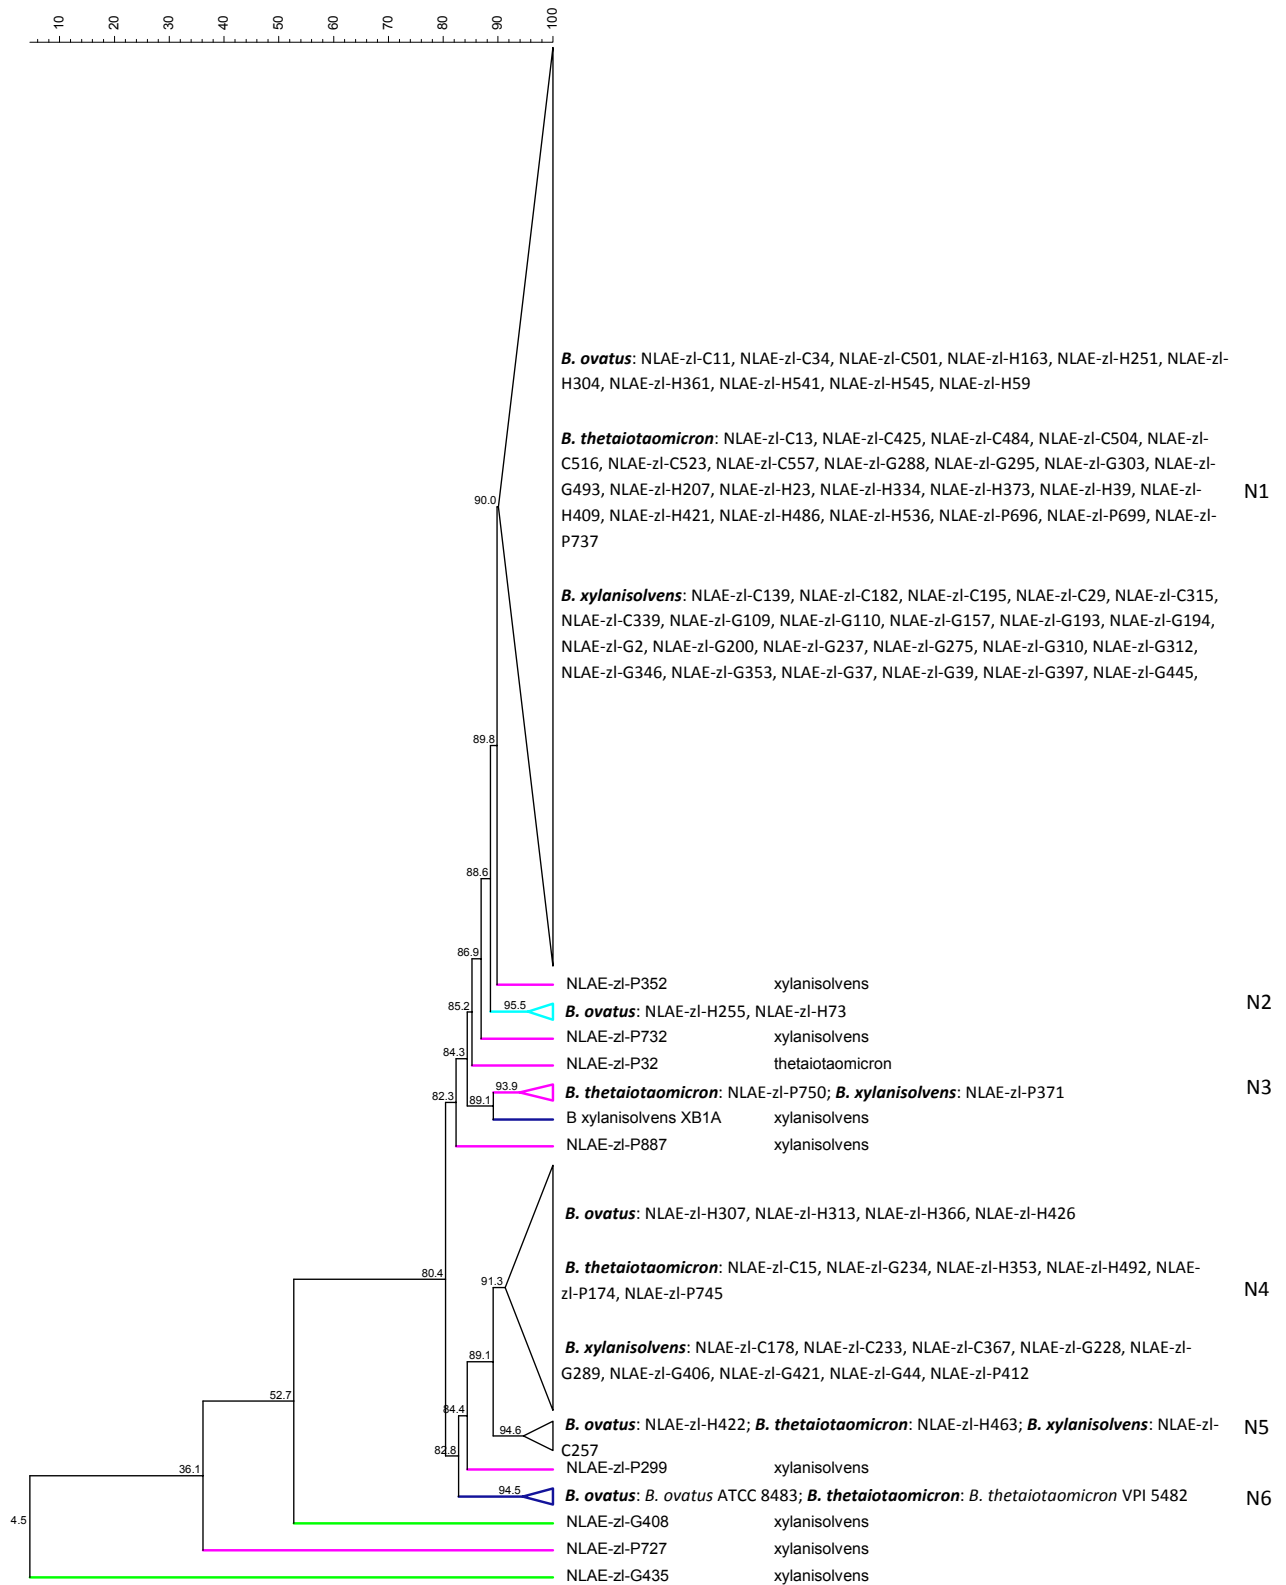 10 20 30 40 50 60 70 80 90 100
B. ovatus: NLAE-zl-C11, NLAE-zl-C34, NLAE-zl-C501, NLAE-zl-H163, NLAE-zl-H251, NLAE-zl-
H304, NLAE-zl-H361, NLAE-zl-H541, NLAE-zl-H545, NLAE-zl-H59
B. thetaiotaomicron: NLAE-zl-C13, NLAE-zl-C425, NLAE-zl-C484, NLAE-zl-C504, NLAE-zl-
C516, NLAE-zl-C523, NLAE-zl-C557, NLAE-zl-G288, NLAE-zl-G295, NLAE-zl-G303, NLAE-zl-
G493, NLAE-zl-H207, NLAE-zl-H23, NLAE-zl-H334, NLAE-zl-H373, NLAE-zl-H39, NLAE-zl-
N1
90.0
H409, NLAE-zl-H421, NLAE-zl-H486, NLAE-zl-H536, NLAE-zl-P696, NLAE-zl-P699, NLAE-zl-
P737
B. xylanisolvens: NLAE-zl-C139, NLAE-zl-C182, NLAE-zl-C195, NLAE-zl-C29, NLAE-zl-C315,
NLAE-zl-C339, NLAE-zl-G109, NLAE-zl-G110, NLAE-zl-G157, NLAE-zl-G193, NLAE-zl-G194,
NLAE-zl-G2, NLAE-zl-G200, NLAE-zl-G237, NLAE-zl-G275, NLAE-zl-G310, NLAE-zl-G312,
NLAE-zl-G346, NLAE-zl-G353, NLAE-zl-G37, NLAE-zl-G39, NLAE-zl-G397, NLAE-zl-G445,
89.8
88.6
86.9
NLAE-zl-P352 xylanisolvens
N2
85.2
95.5 B. ovatus: NLAE-zl-H255, NLAE-zl-H73
NLAE-zl-P732 xylanisolvens
84.3
NLAE-zl-P32 thetaiotaomicron
N3
93.9 B. thetaiotaomicron: NLAE-zl-P750; B. xylanisolvens: NLAE-zl-P371
82.3
89.1
B xylanisolvens XB1A xylanisolvens
NLAE-zl-P887 xylanisolvens
B. ovatus: NLAE-zl-H307, NLAE-zl-H313, NLAE-zl-H366, NLAE-zl-H426
B. thetaiotaomicron: NLAE-zl-C15, NLAE-zl-G234, NLAE-zl-H353, NLAE-zl-H492, NLAE-
80.4
91.3
N4
zl-P174, NLAE-zl-P745
B. xylanisolvens: NLAE-zl-C178, NLAE-zl-C233, NLAE-zl-C367, NLAE-zl-G228, NLAE-zl-
89.1
G289, NLAE-zl-G406, NLAE-zl-G421, NLAE-zl-G44, NLAE-zl-P412
52.7
84.4
B. ovatus: NLAE-zl-H422; B. thetaiotaomicron: NLAE-zl-H463; B. xylanisolvens: NLAE-zl-
N5
94.6
C257
82.8
NLAE-zl-P299 xylanisolvens
36.1
94.5 B. ovatus: B. ovatus ATCC 8483; B. thetaiotaomicron: B. thetaiotaomicron VPI 5482
N6
4.5
NLAE-zl-G408 xylanisolvens
NLAE-zl-P727 xylanisolvens
NLAE-zl-G435 xylanisolvens